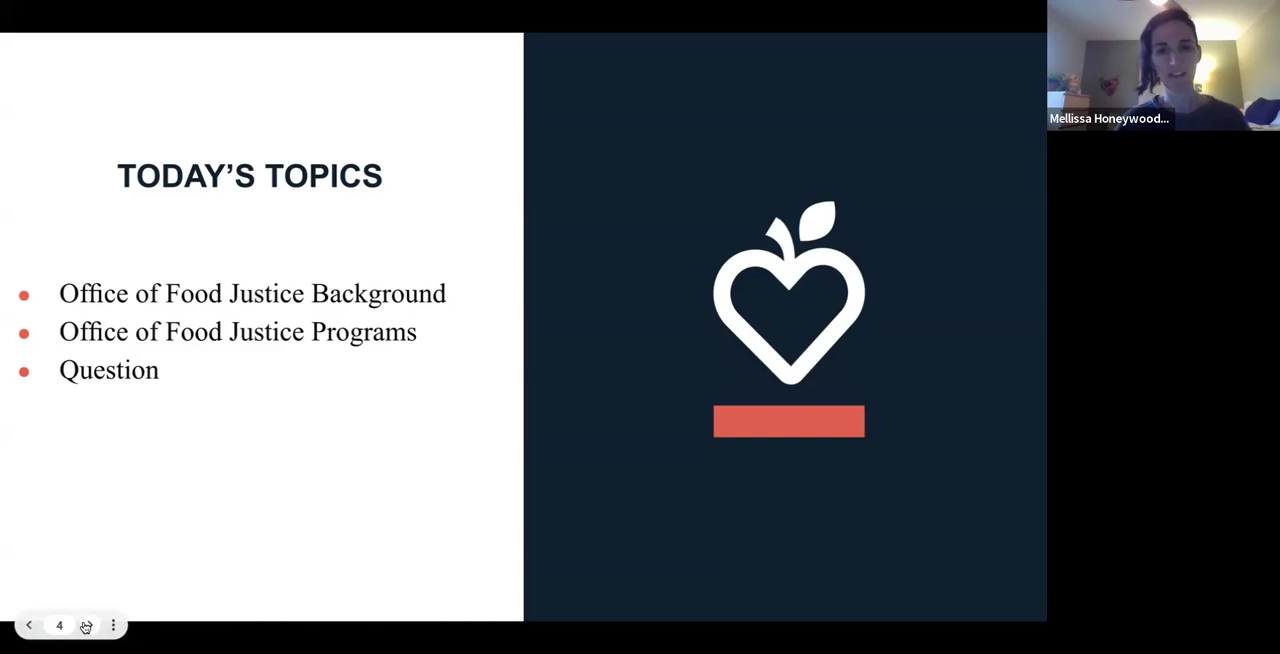 TODAY’S TOPICS
Office of Food Justice Background
Office of Food Justice Programs
Question
Mellissa Honeywood...
4